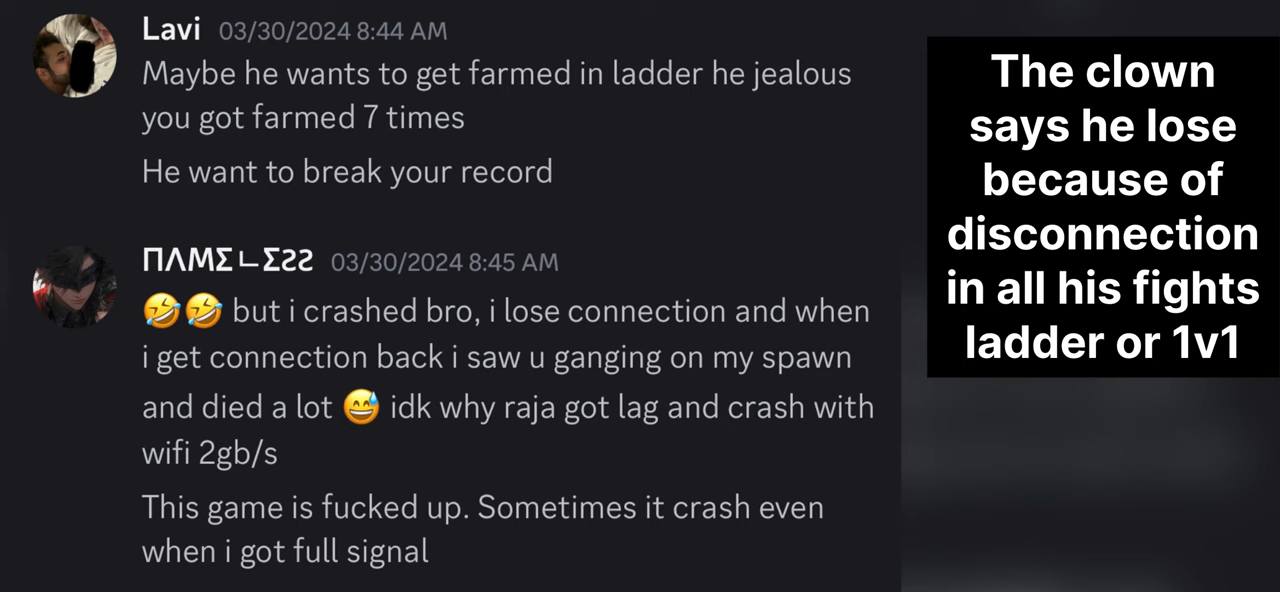 Lavi 03/30/2024 8:44 AM
Maybe he wants to get farmed in ladder he jealous
you got farmed 7 times
He want to break your record
ПΛMΣㄴΣƧƧ 03/30/2024 8:45 AM
🤣🤣 but i crashed bro, i lose connection and when
i get connection back i saw u ganging on my spawn
and died a lot 😅 idk why raja got lag and crash with
wifi 2gb/s
This game is fucked up. Sometimes it crash even
when i got full signal
The clown
says he lose
because of
disconnection
in all his fights
ladder or 1v1